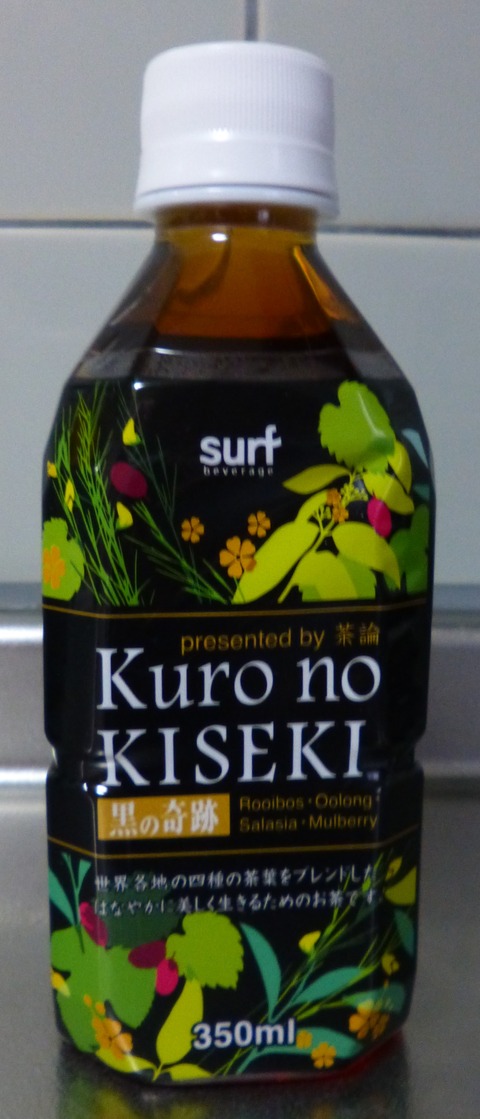 surf
beverage
presented by 茶論
Kuro no
KISEKI
黒の奇跡
Rooibos・Oolong・
Salasia・Mulberry
世界各地の四種の茶葉をブレンドした
はなやかに美しく生きるためのお茶です。
350ml